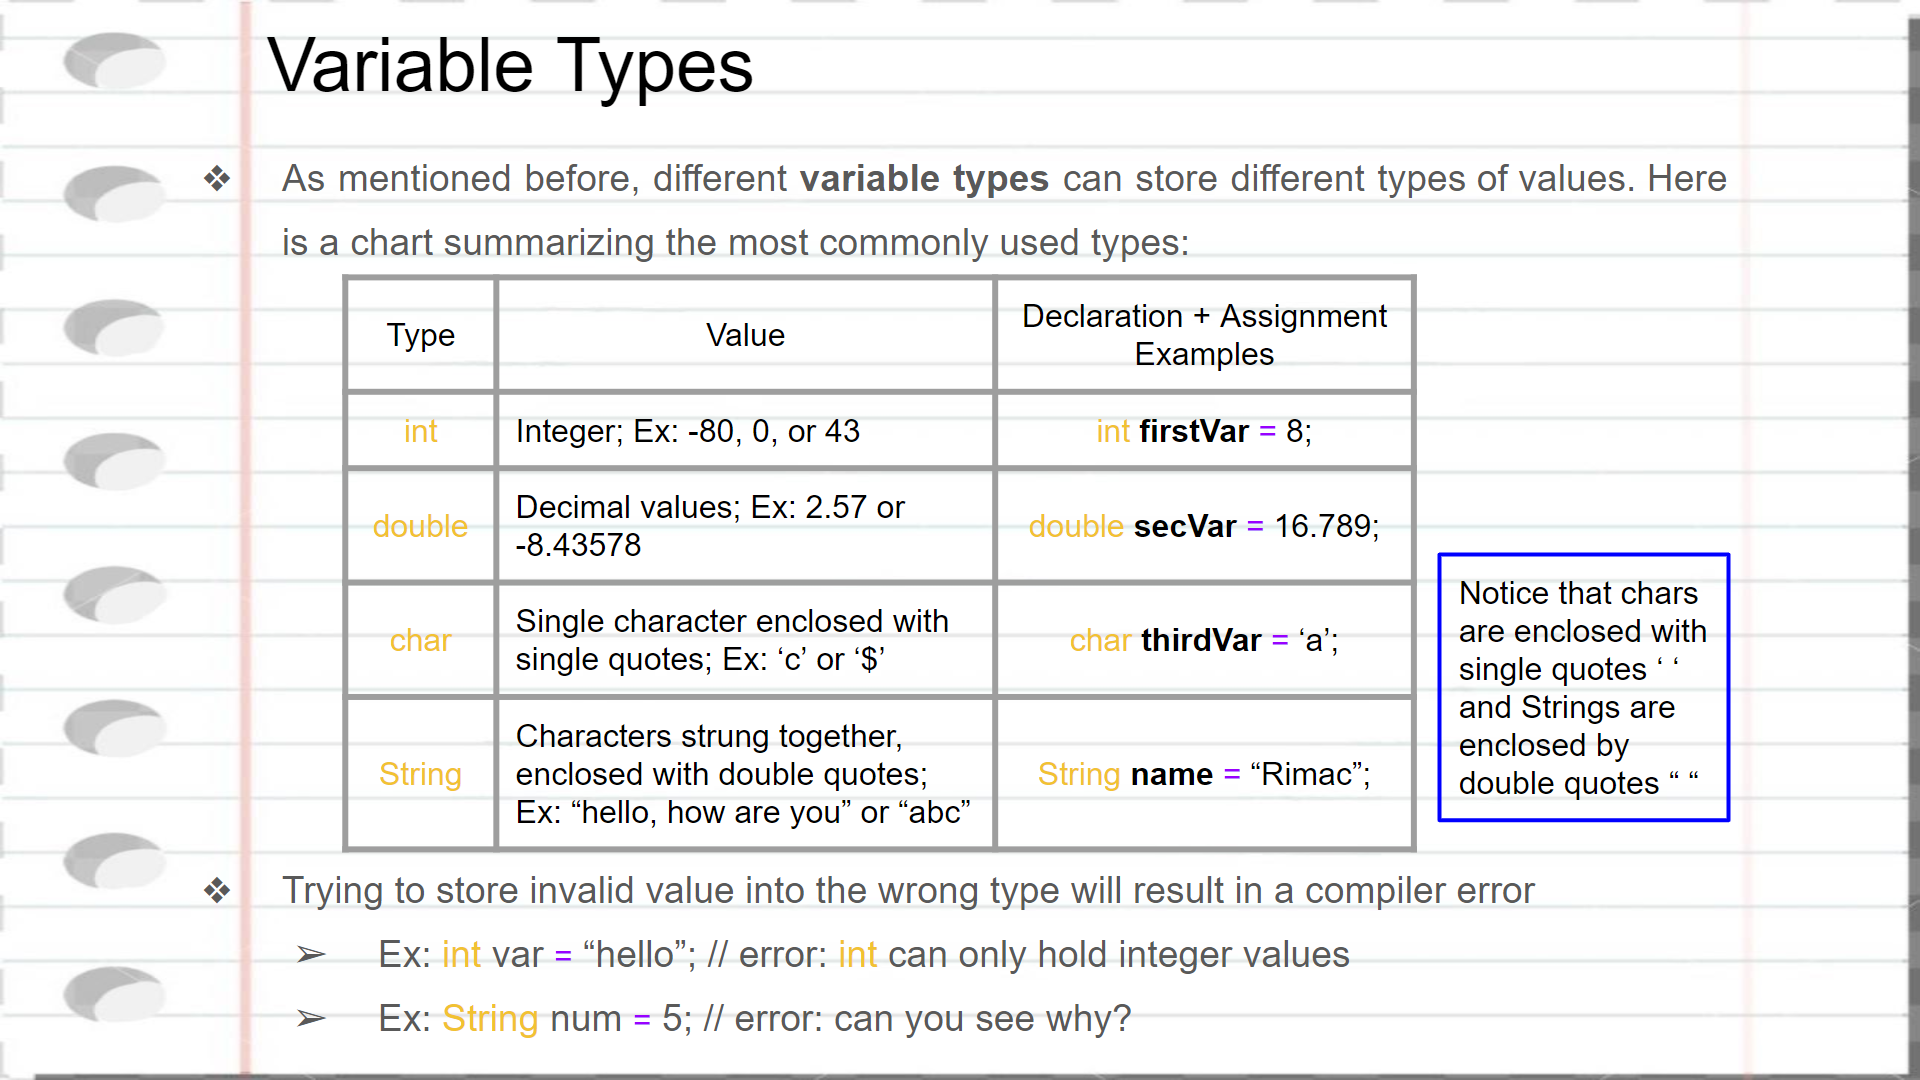 Variable Types
❖ As mentioned before, different variable types can store different types of values. Here
is a chart summarizing the most commonly used types:
Type
Value
Declaration + Assignment
Examples
int
Integer; Ex: -80, 0, or 43
int firstVar = 8;
double
Decimal values; Ex: 2.57 or
-8.43578
double secVar = 16.789;
char
Single character enclosed with
single quotes; Ex: ‘c’ or ‘$’
char thirdVar = ‘a’;
String
Characters strung together,
enclosed with double quotes;
Ex: “hello, how are you” or “abc”
String name = “Rimac”;
Notice that chars
are enclosed with
single quotes ‘ ‘
and Strings are
enclosed by
double quotes “ “
❖ Trying to store invalid value into the wrong type will result in a compiler error
➢ Ex: int var = “hello”; // error: int can only hold integer values
➢ Ex: String num = 5; // error: can you see why?